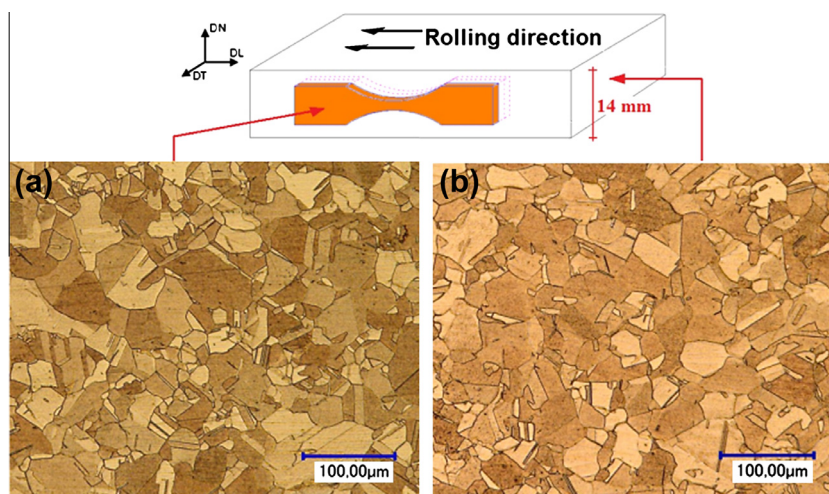 DN
DL
DT
Rolling direction
14 mm
(a)
(b)
100,00µm
100,00µm